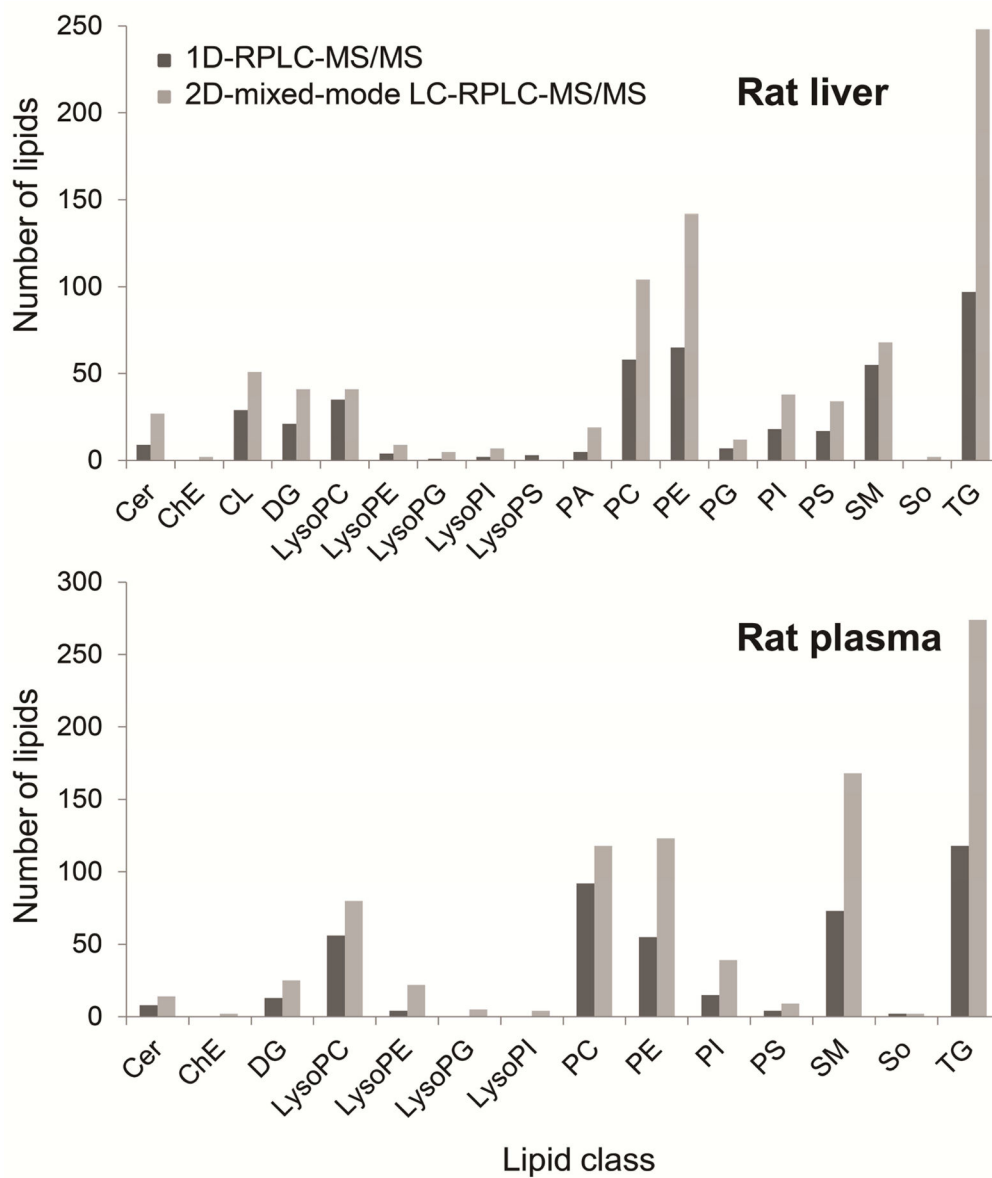 250
200
150
100
50
0
Number of lipids
1D-RPLC-MS/MS
2D-mixed-mode LC-RPLC-MS/MS
Rat liver
Cer ChE CL DG LysoPC LysoPE LysoPG LysoPI LysoPS PA PC PE PG PI PS SM So TG
300
250
200
150
100
50
0
Number of lipids
Rat plasma
Cer ChE DG LysoPC LysoPE LysoPG LysoPI PC PE PI PS SM So TG
Lipid class